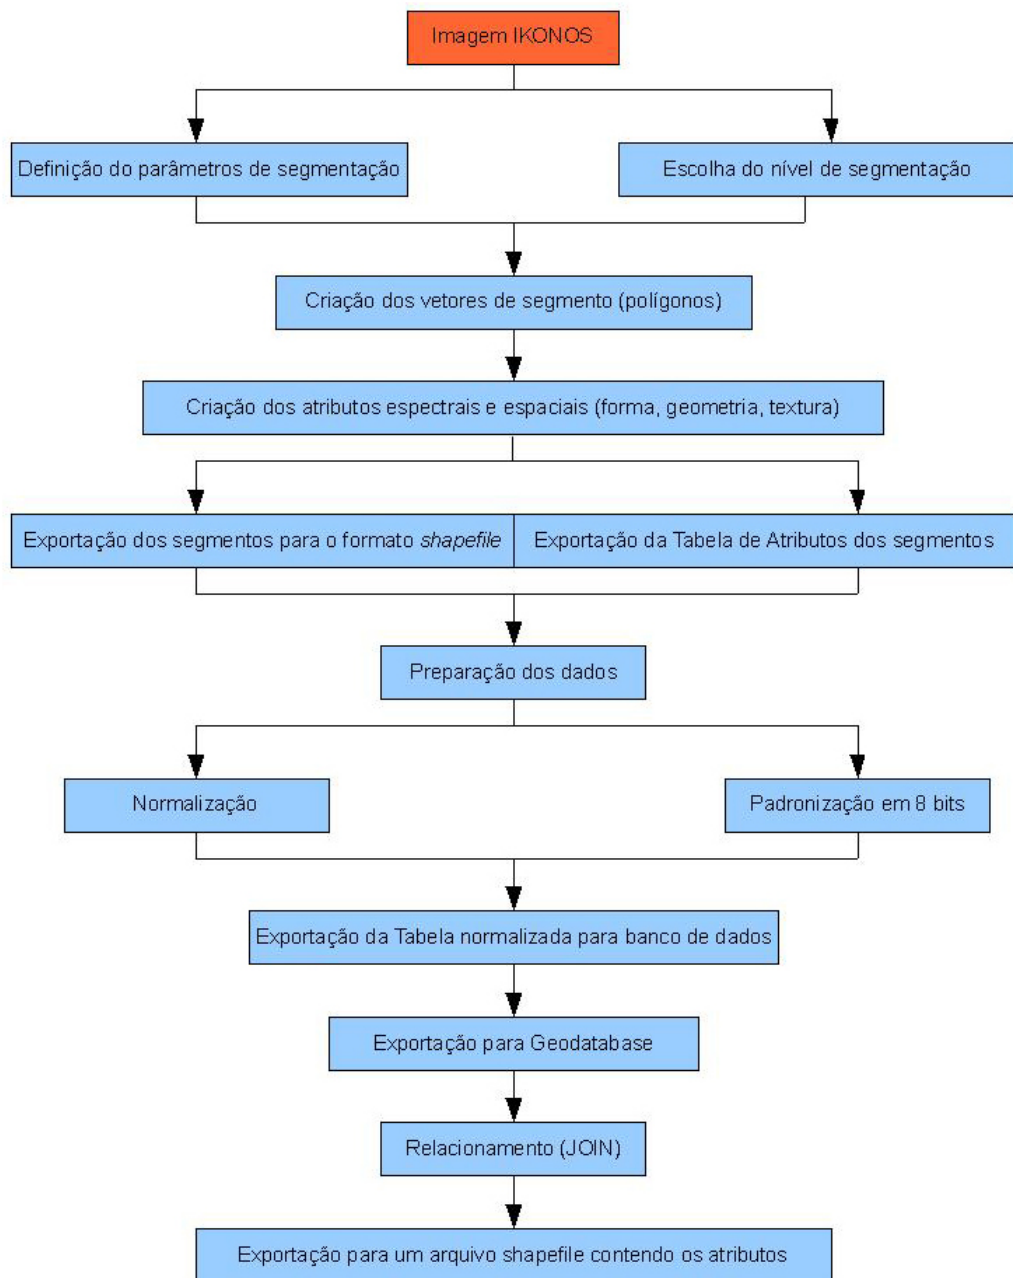 Imagem IKONOS
Definição do parâmetros de segmentação
Escolha do nível de segmentação
Criação dos vetores de segmento (polígonos)
Criação dos atributos espectrais e espaciais (forma, geometria, textura)
Exportação dos segmentos para o formato shapefile
Exportação da Tabela de Atributos dos segmentos
Preparação dos dados
Normalização
Padronização em 8 bits
Exportação da Tabela normalizada para banco de dados
Exportação para Geodatabase
Relacionamento (JOIN)
Exportação para um arquivo shapefile contendo os atributos